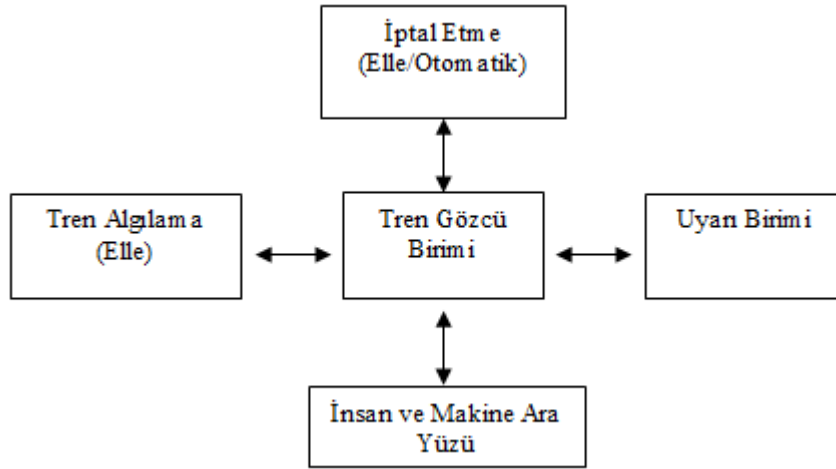 İptal Etme
(Elle/Otomatik)
Tren Algılama
(Elle)
Tren Gözcü
Birimi
Uyarı Birimi
İnsan ve Makine Ara
Yüzü